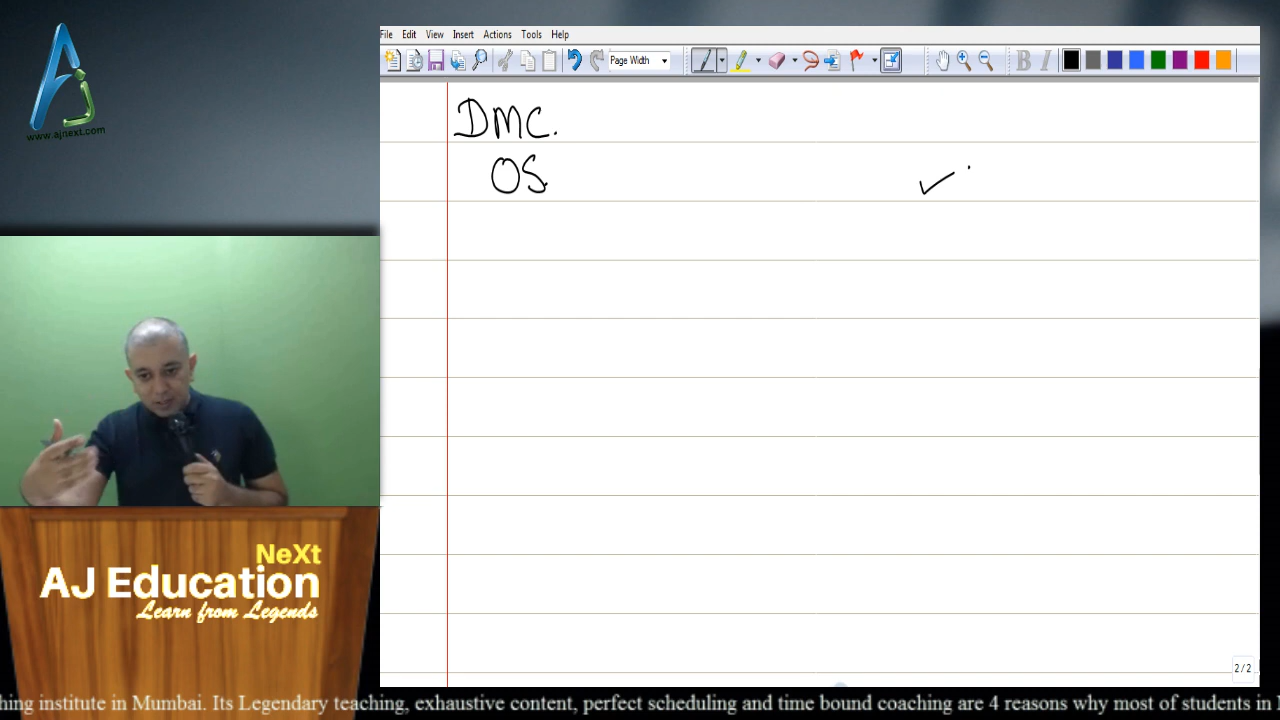 www.ajnext.com
File Edit View Insert Actions Tools Help
Page Width
B I
DMC.
OS.
NeXt
AJ Education
Learn from Legends
2/2
hing institute in Mumbai. Its Legendary teaching, exhaustive content, perfect scheduling and time bound coaching are 4 reasons why most of students in